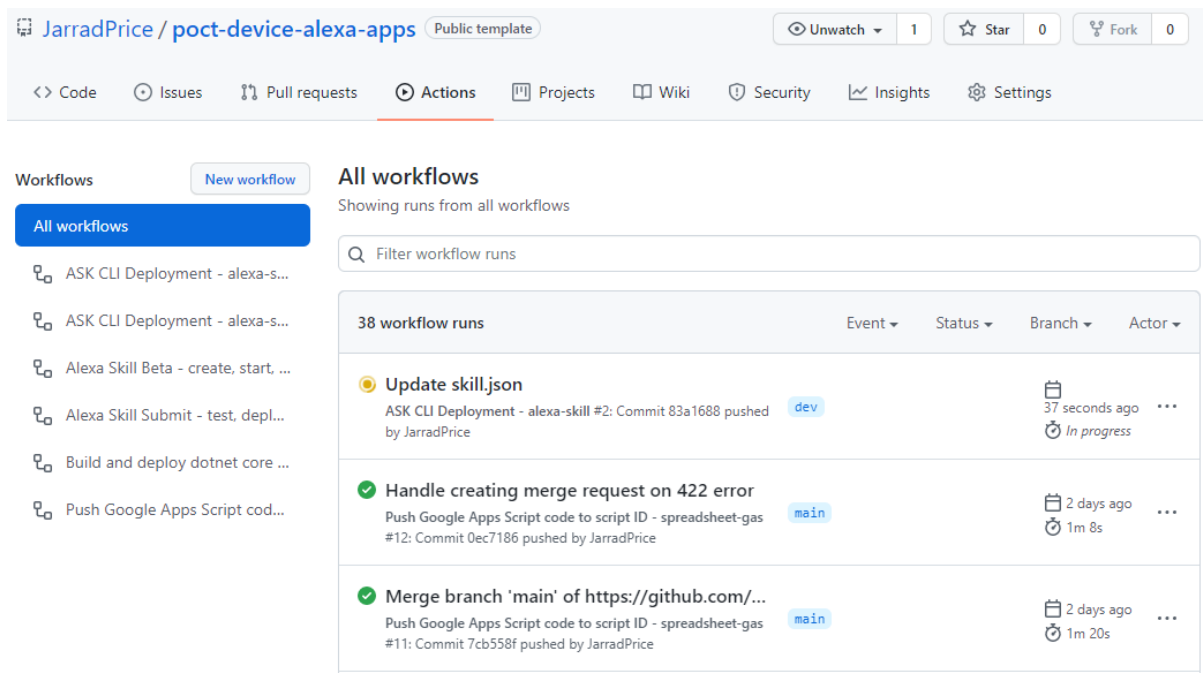 JarradPrice / poct-device-alexa-apps Public template Unwatch 1 Star 0 Fork 0
Code Issues Pull requests Actions Projects Wiki Security Insights Settings
Workflows New workflow
All workflows
ASK CLI Deployment - alexa-s...
ASK CLI Deployment - alexa-s...
Alexa Skill Beta - create, start, ...
Alexa Skill Submit - test, depl...
Build and deploy dotnet core ...
Push Google Apps Script cod...
All workflows
Showing runs from all workflows
Filter workflow runs
38 workflow runs Event Status Branch Actor
Update skill.json
ASK CLI Deployment - alexa-skill #2: Commit 83a1688 pushed
by JarradPrice
dev
37 seconds ago
In progress
Handle creating merge request on 422 error
Push Google Apps Script code to script ID - spreadsheet-gas
#12: Commit 0ec7186 pushed by JarradPrice
main
2 days ago
1m 8s
Merge branch 'main' of https://github.com/...
Push Google Apps Script code to script ID - spreadsheet-gas
#11: Commit 7cb558f pushed by JarradPrice
main
2 days ago
1m 20s